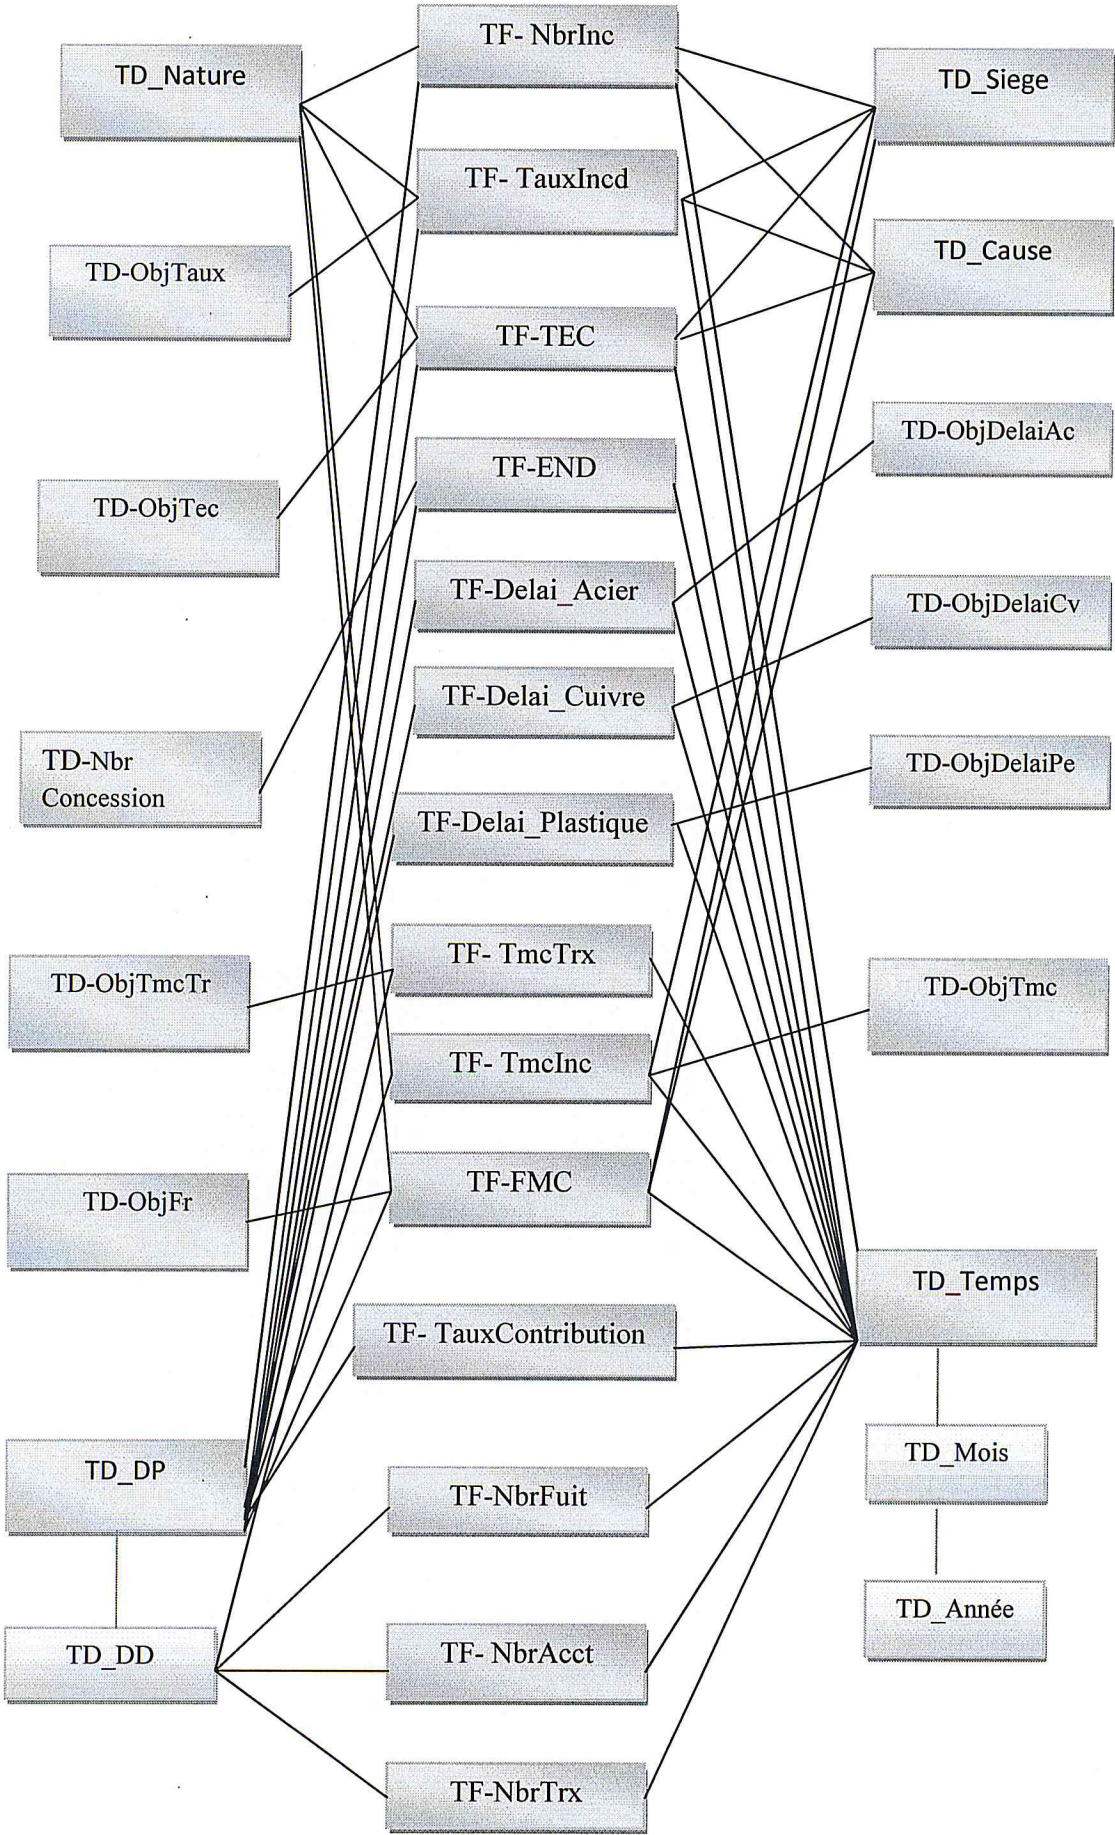 TF- NbrInc
TD_Nature
TD_Siege
TF- TauxIncd
TD-ObjTaux
TD_Cause
TF-TEC
TD-ObjDelaiAc
TF-END
TD-ObjTec
TF-Delai_Acier
TD-ObjDelaiCv
TF-Delai_Cuivre
TD-Nbr
Concession
TD-ObjDelaiPe
TF-Delai_Plastique
TF- TmcTrx
TD-ObjTmcTr
TD-ObjTmc
TF- TmcInc
TF-FMC
TD-ObjFr
TD_Temps
TF- TauxContribution
TD_DP
TD_Mois
TF-NbrFuit
TD_Année
TD_DD
TF- NbrAcct
TF-NbrTrx